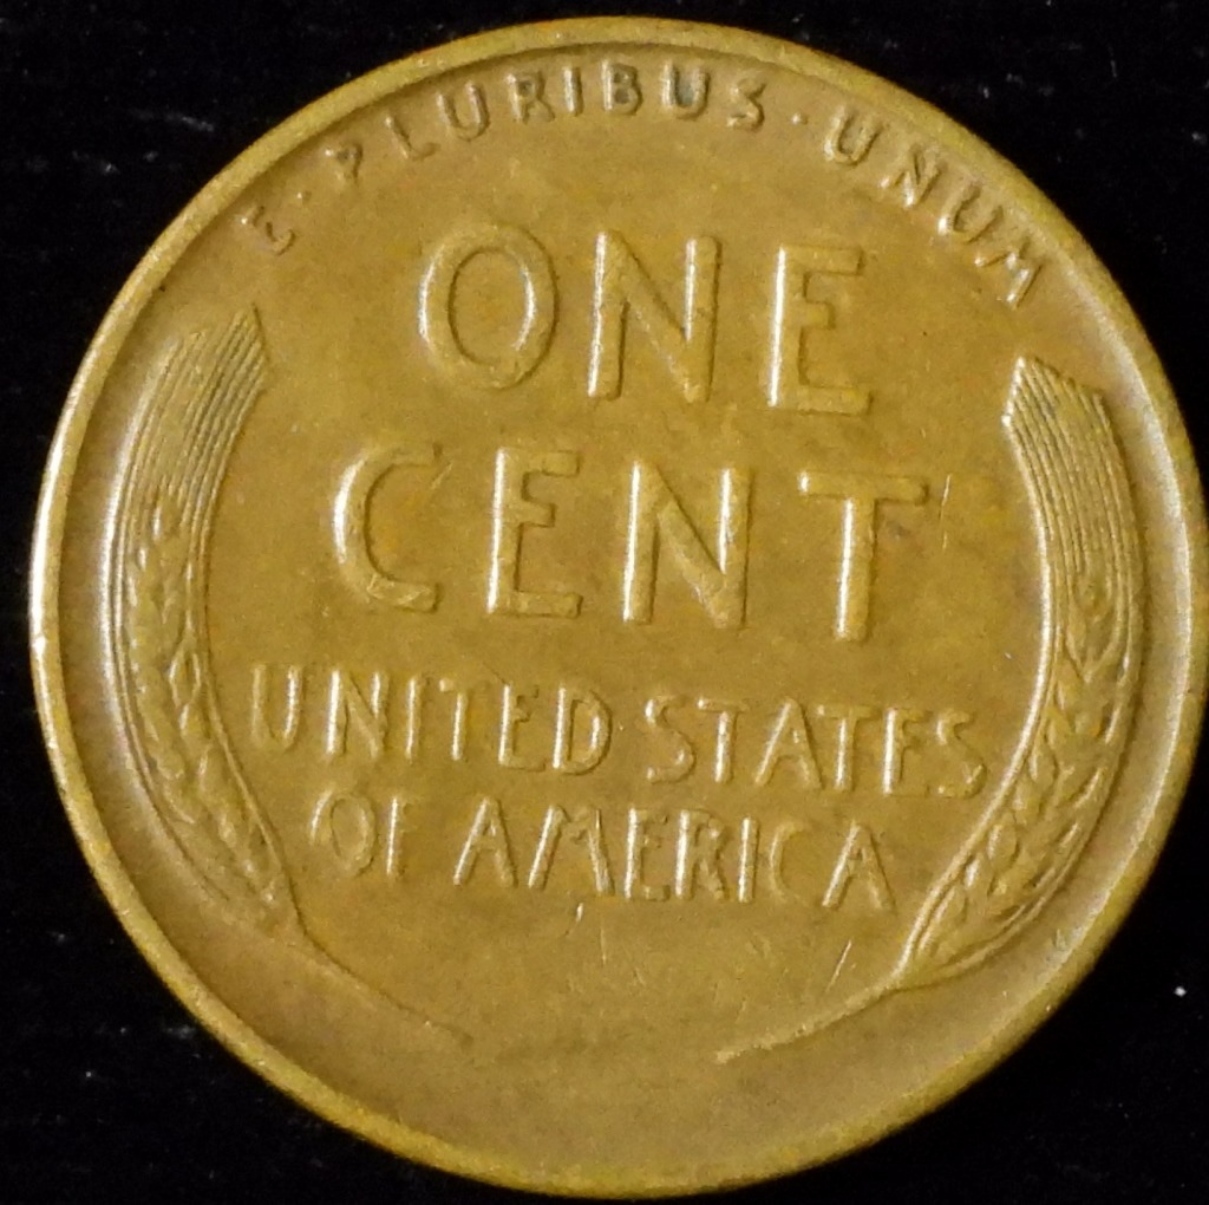 E·PLURIBUS·UNUM
ONE
CENT
UNITED STATES
OF AMERICA